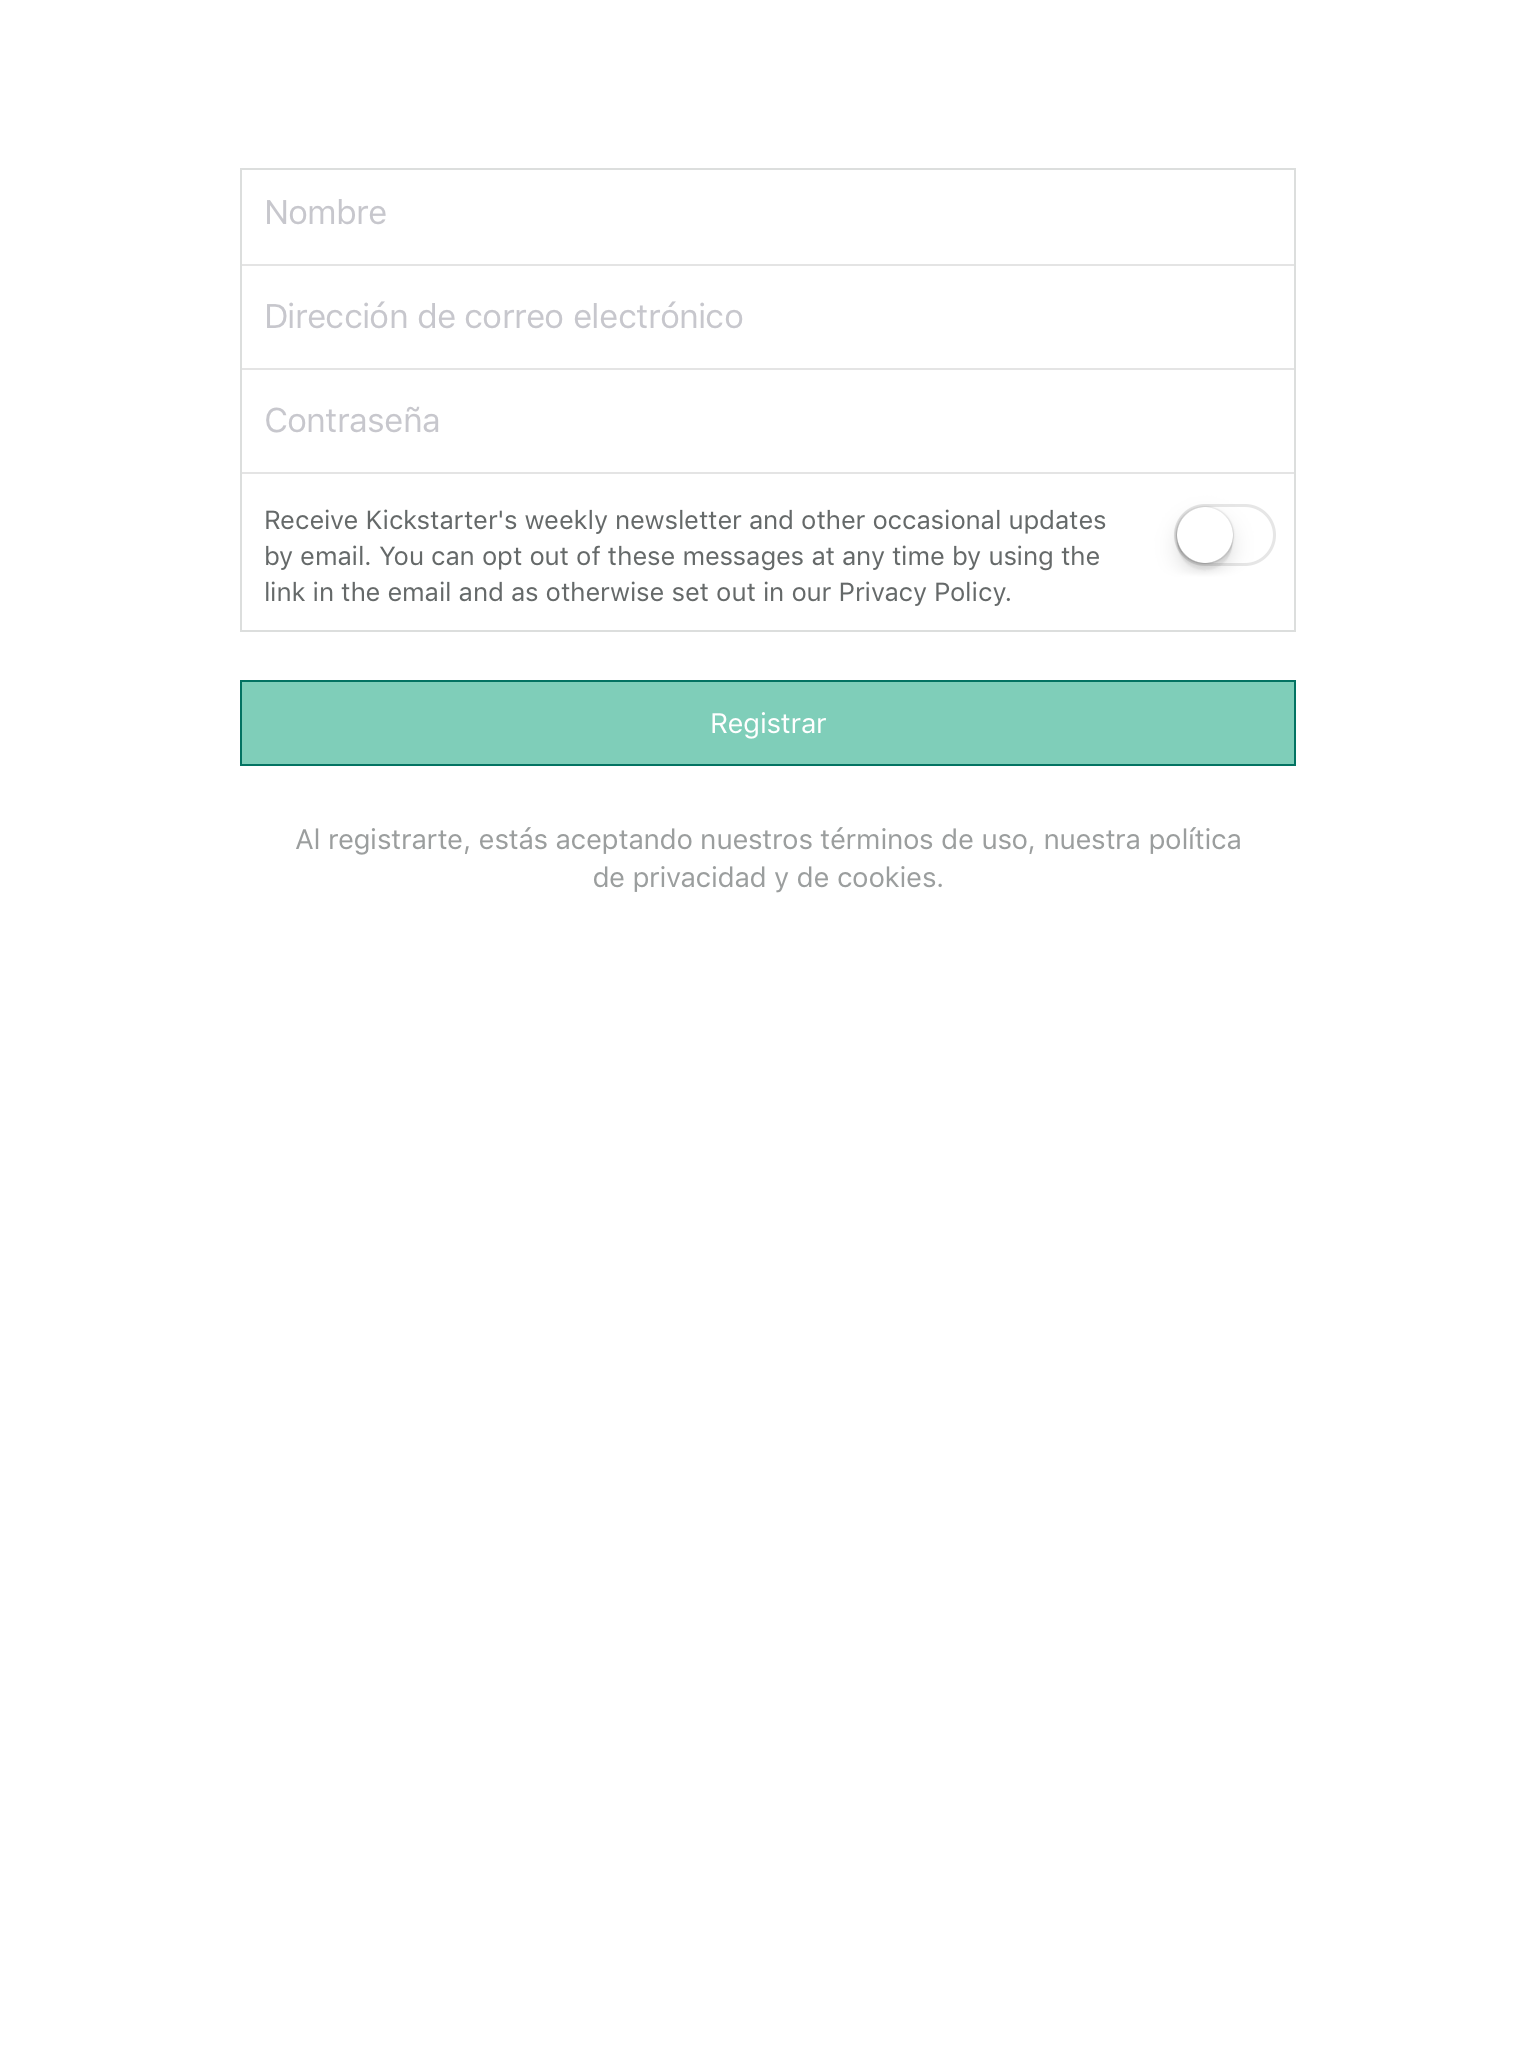 Nombre
Dirección de correo electrónico
Contraseña
Receive Kickstarter's weekly newsletter and other occasional updates
by email. You can opt out of these messages at any time by using the
link in the email and as otherwise set out in our Privacy Policy.
Registrar
Al registrarte, estás aceptando nuestros términos de uso, nuestra política
de privacidad y de cookies.